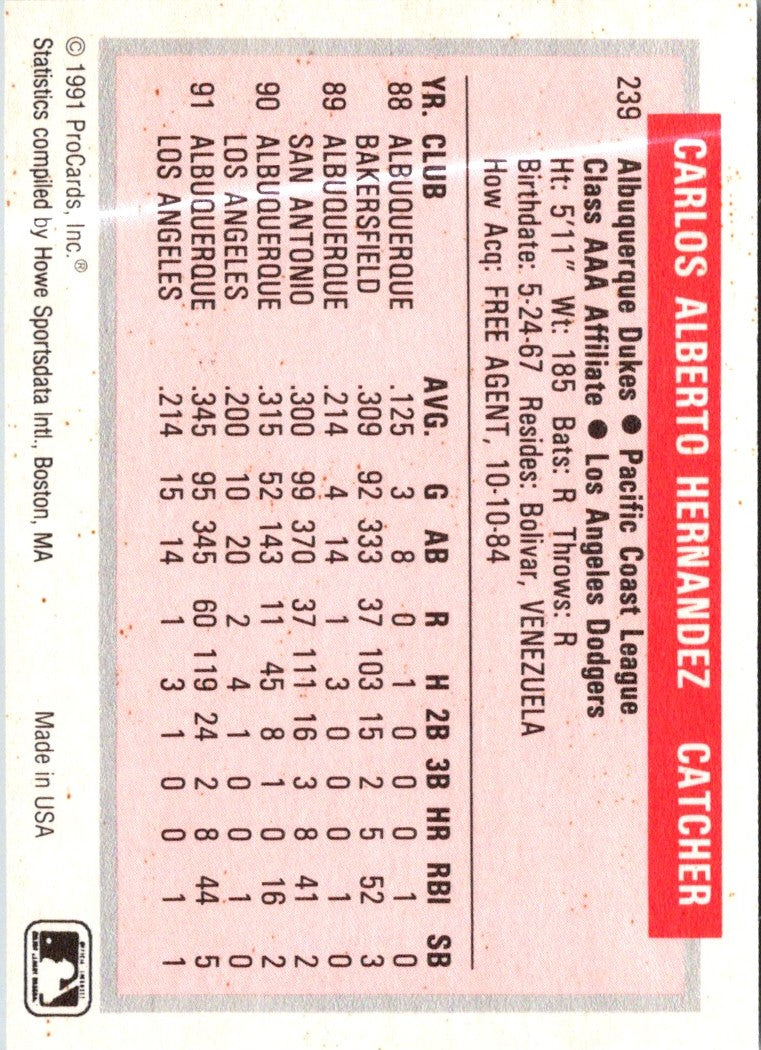 CARLOS ALBERTO HERNANDEZ CATCHER
239 Albuquerque Dukes ● Pacific Coast League
Class AAA Affiliate ● Los Angeles Dodgers
Ht: 5'11" Wt: 185 Bats: R Throws: R
Birthdate: 5-24-67 Resides: Bolivar, VENEZUELA
How Acq: FREE AGENT, 10-10-84
YR. CLUB AVG. G AB R H 2B 3B HR RBI SB
88 ALBUQUERQUE .125 3 8 0 1 0 0 0 1 0
BAKERSFIELD .309 92 333 37 103 15 2 5 52 3
89 ALBUQUERQUE .214 4 14 1 3 0 0 0 1 0
SAN ANTONIO .300 99 370 37 111 16 3 8 41 2
90 ALBUQUERQUE .315 52 143 11 45 8 1 0 16 2
LOS ANGELES .200 10 20 2 4 1 0 0 1 0
91 ALBUQUERQUE .345 95 345 60 119 24 2 8 44 5
LOS ANGELES .214 15 14 1 3 1 0 0 1 1
© 1991 ProCards, Inc.®
Statistics compiled by Howe Sportsdata Intl., Boston, MA Made in USA